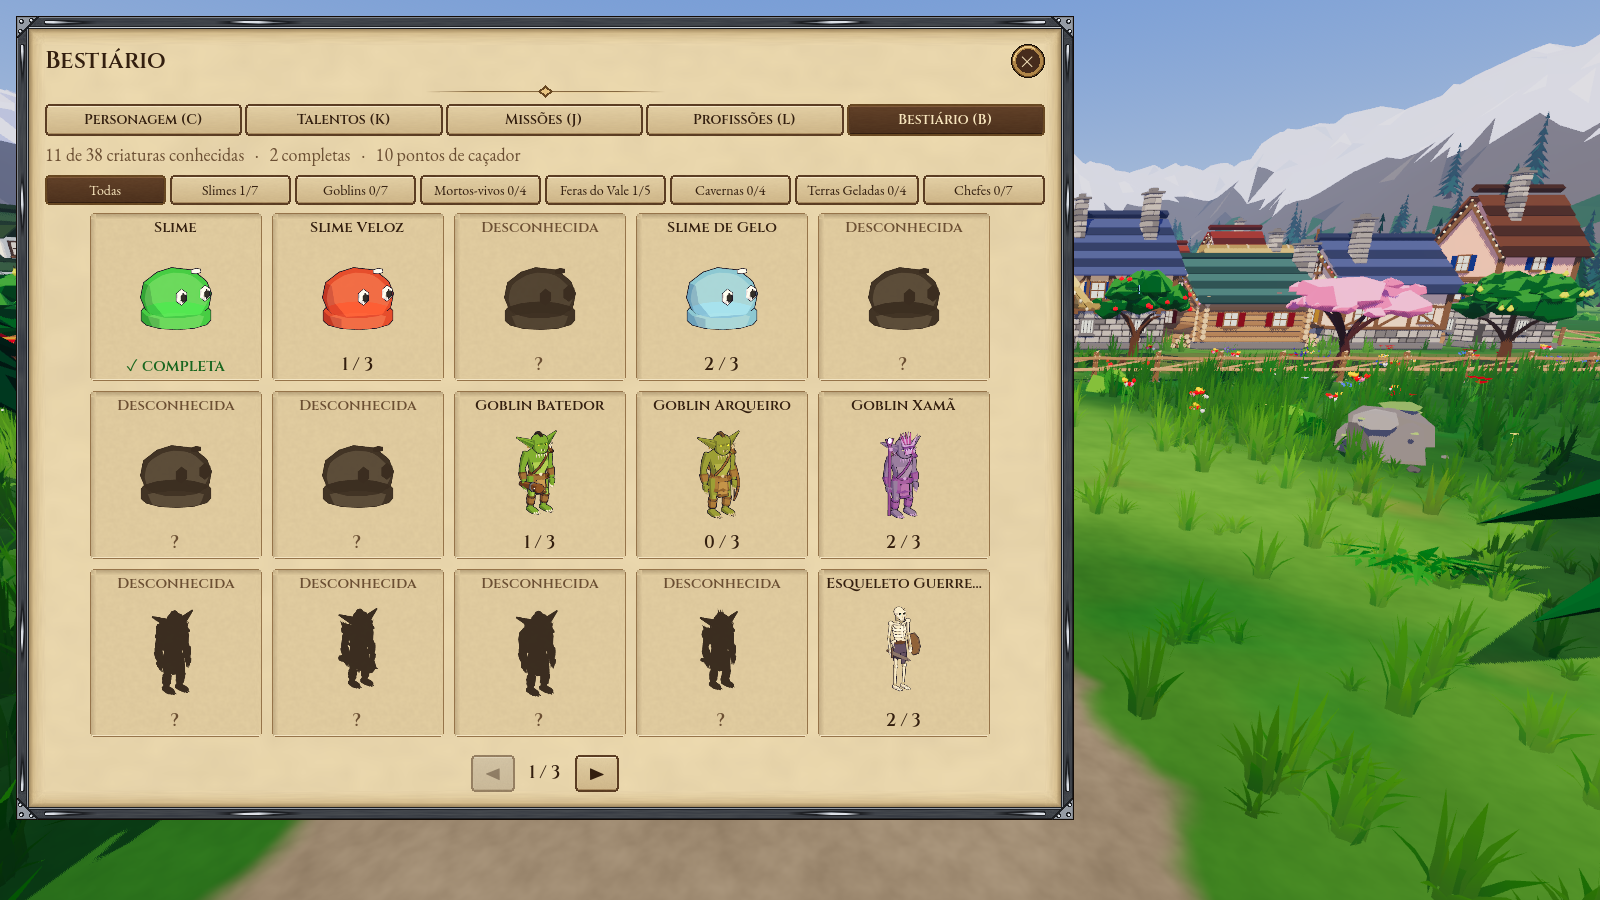 Bestiário
Personagem (C)
Talentos (K)
Missões (J)
Profissões (L)
Bestiário (B)
11 de 38 criaturas conhecidas · 2 completas · 10 pontos de caçador
Todas
Slimes 1/7
Goblins 0/7
Mortos-vivos 0/4
Feras do Vale 1/5
Cavernas 0/4
Terras Geladas 0/4
Chefes 0/7
Slime
Slime Veloz
Desconhecida
Slime de Gelo
Desconhecida
✓ Completa
1 / 3
?
2 / 3
?
Desconhecida
Desconhecida
Goblin Batedor
Goblin Arqueiro
Goblin Xamã
?
?
1 / 3
0 / 3
2 / 3
Desconhecida
Desconhecida
Desconhecida
Desconhecida
Esqueleto Guerre...
?
?
?
?
2 / 3
◀ 1 / 3 ▶